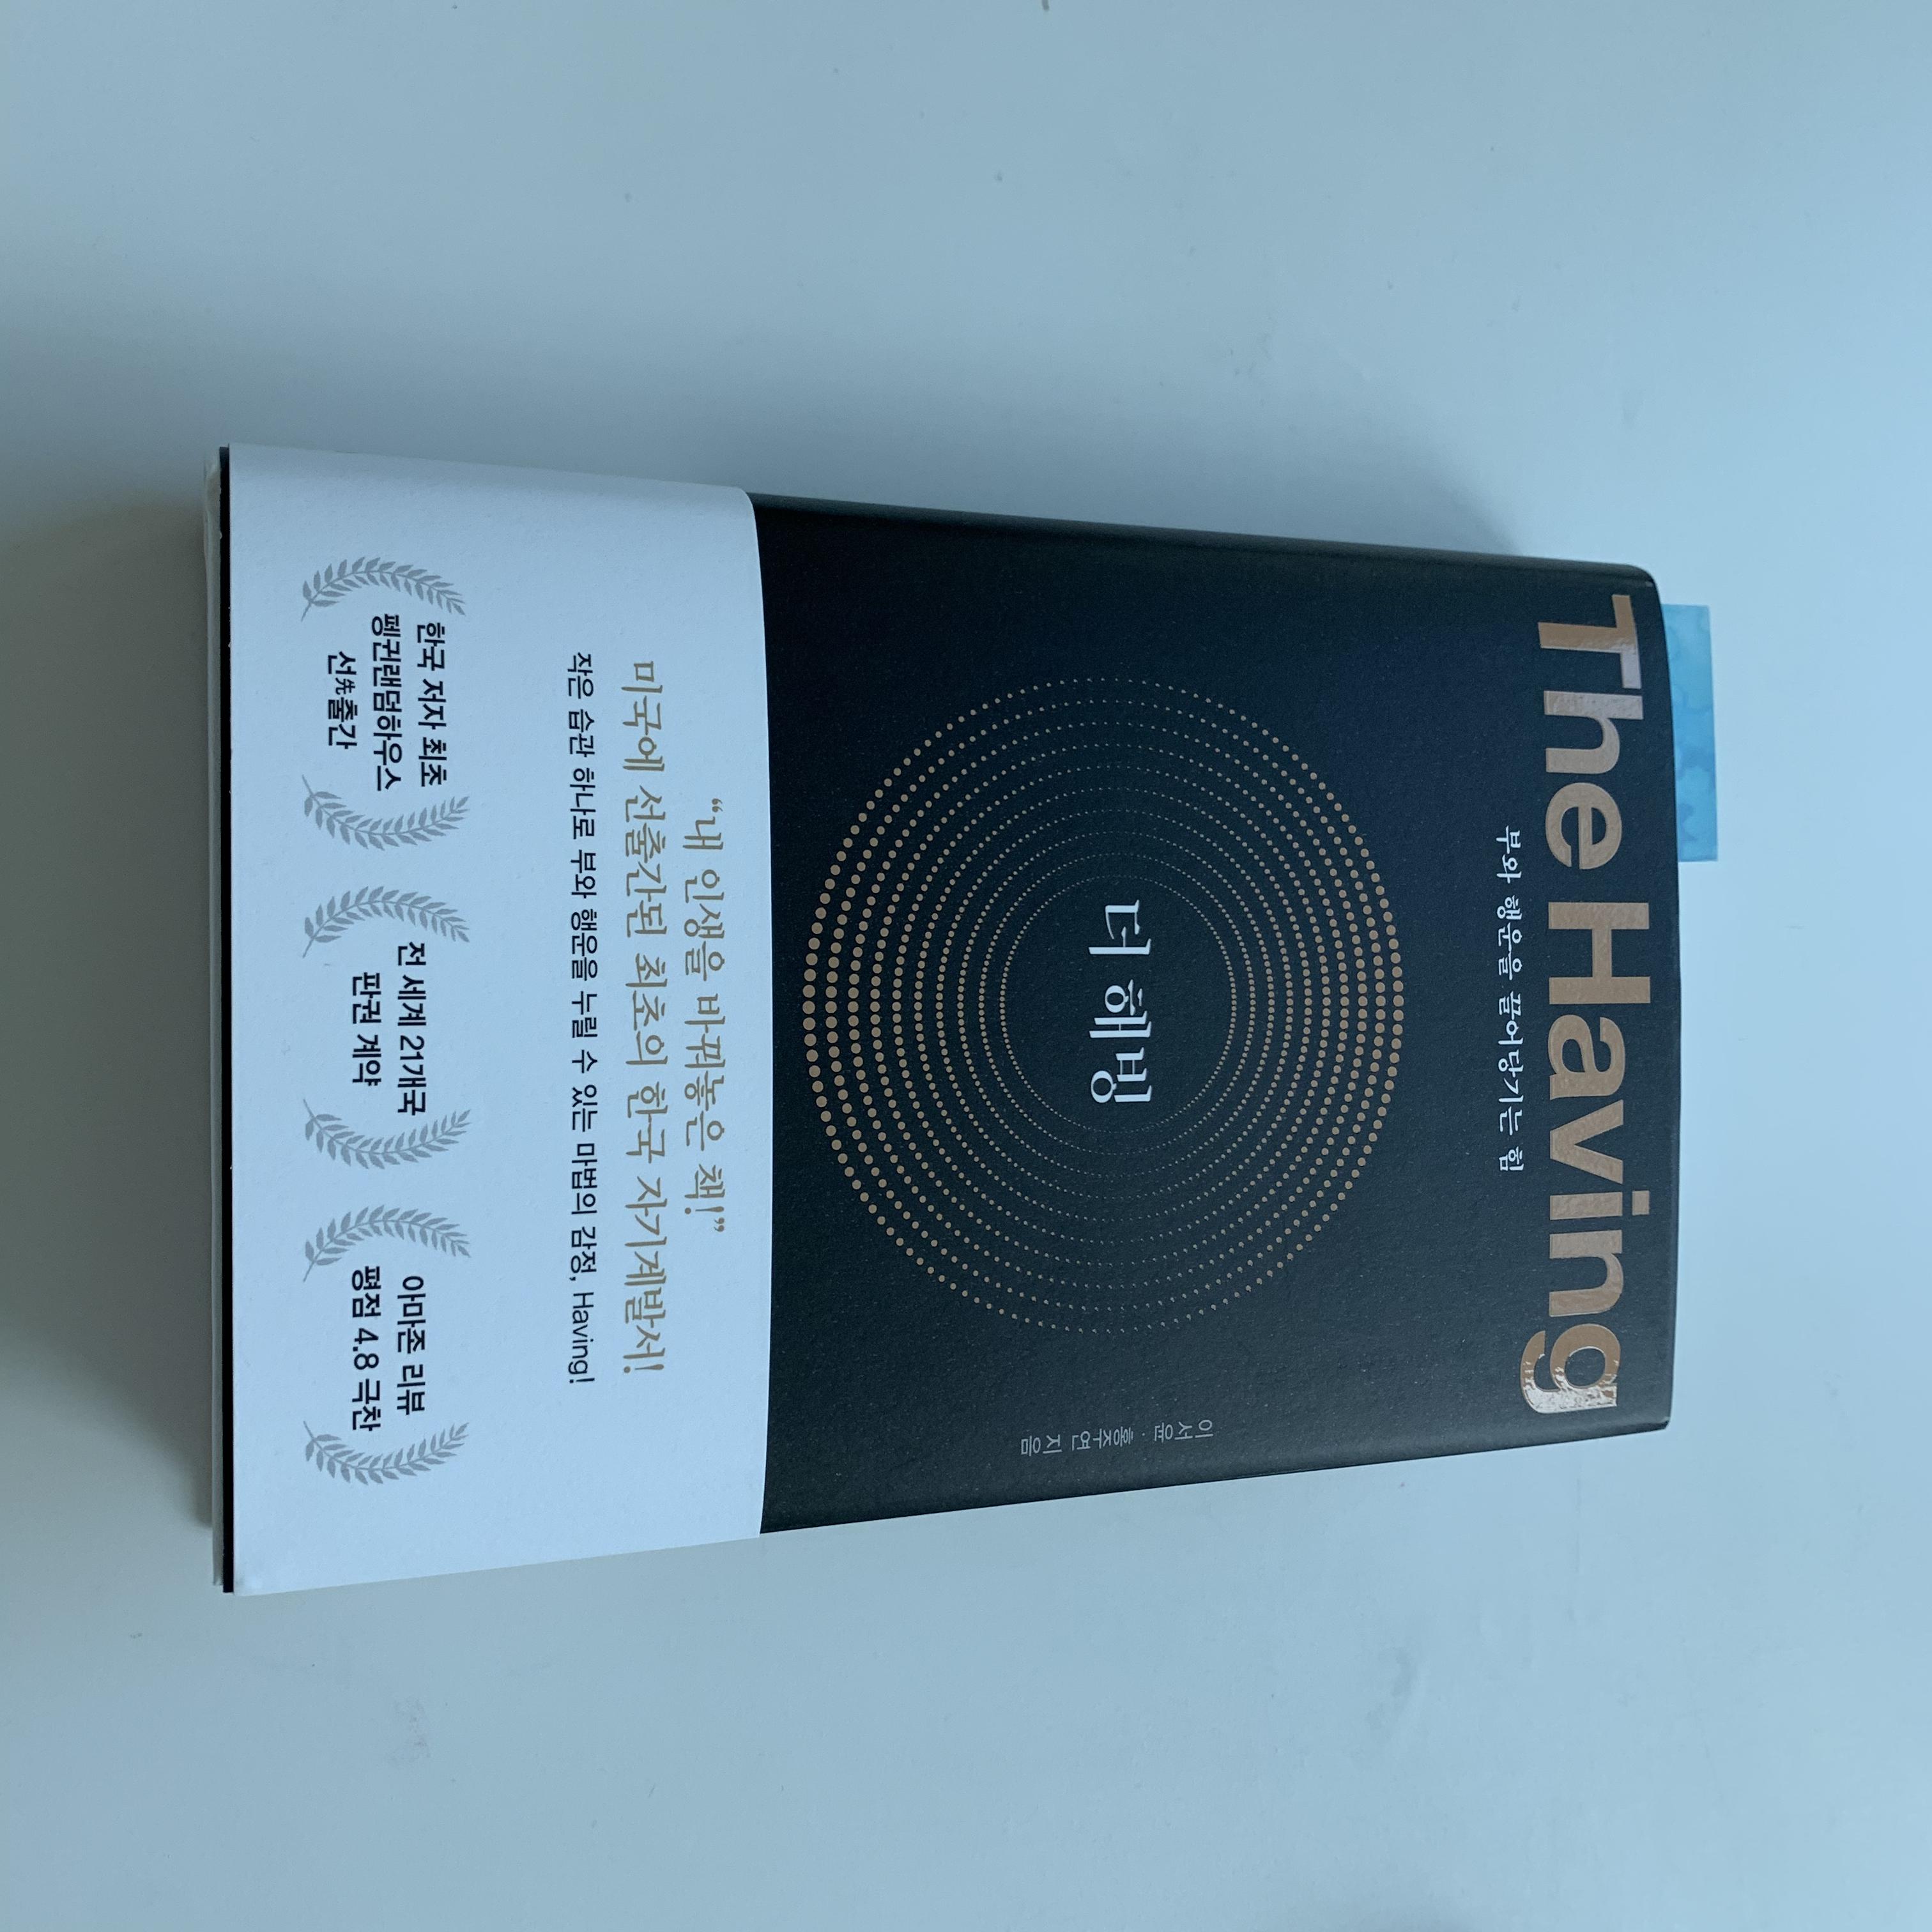 The Having
부와 행운을 끌어당기는 힘
더 해빙
이서윤 · 홍주연 지음
“내 인생을 바꿔놓은 책!”
미국에 선출간된 최초의 한국 자기계발서!
작은 습관 하나로 부와 행운을 누릴 수 있는 마법의 감정, Having!
한국 저자 최초
펭귄랜덤하우스
선先출간
전 세계 21개국
판권 계약
아마존 리뷰
평점 4.8 극찬